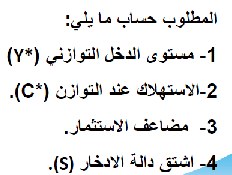 المطلوب حساب ما يلي:
1- مستوى الدخل التوازني (Y*)
2-الاستهلاك عند التوازن (C*).
3- مضاعف الاستثمار.
4- اشتق دالة الادخار (S).